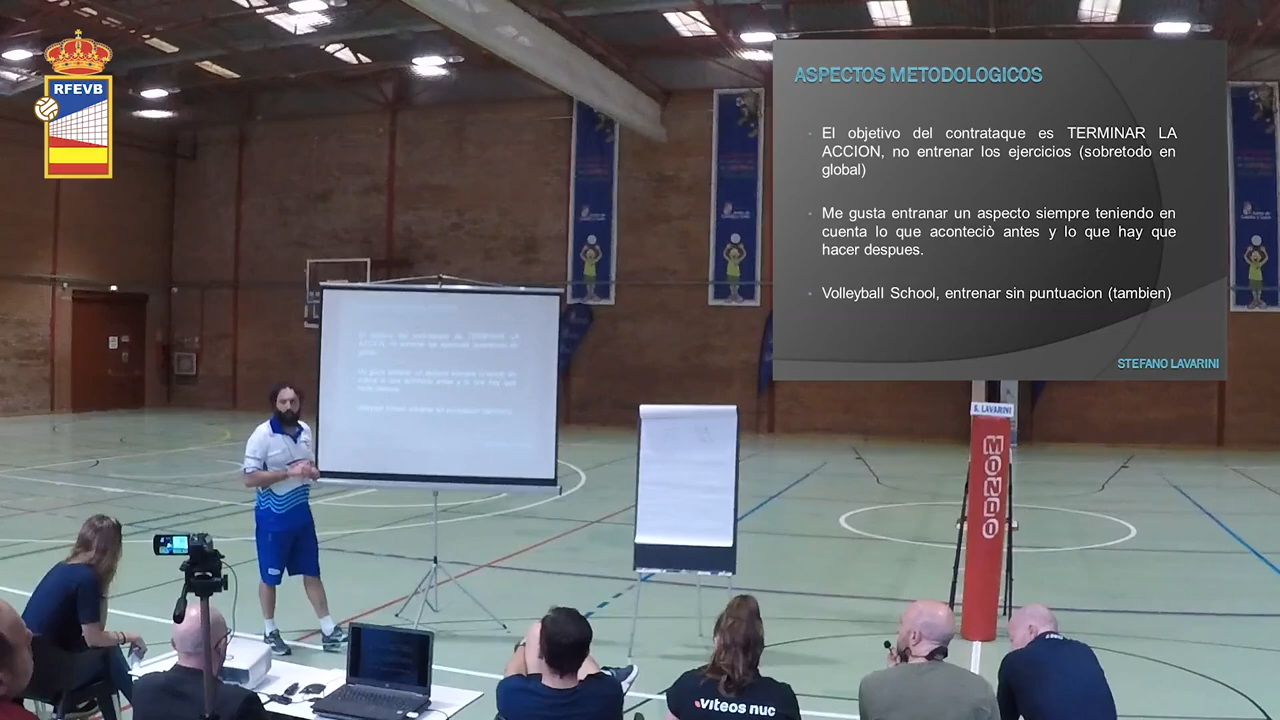 RFEVB
ASPECTOS METODOLOGICOS
El objetivo del contrataque es TERMINAR LA
ACCION, no entrenar los ejercicios (sobretodo en
global)
Me gusta entranar un aspecto siempre teniendo en
cuenta lo que aconteciò antes y lo que hay que
hacer despues.
Volleyball School, entrenar sin puntuacion (tambien)
STEFANO LAVARINI
S. LAVARINI
MONDO
viteos nuc